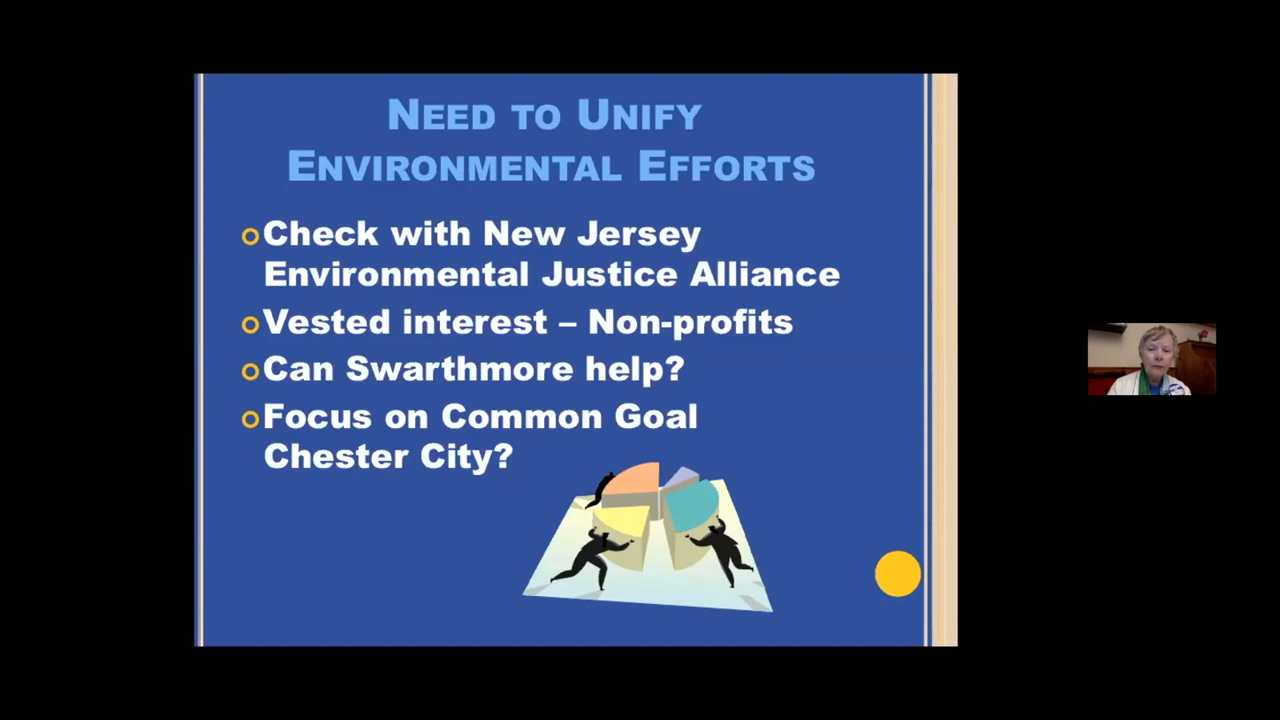 NEED TO UNIFY
ENVIRONMENTAL EFFORTS
Check with New Jersey
Environmental Justice Alliance
Vested interest – Non-profits
Can Swarthmore help?
Focus on Common Goal
Chester City?